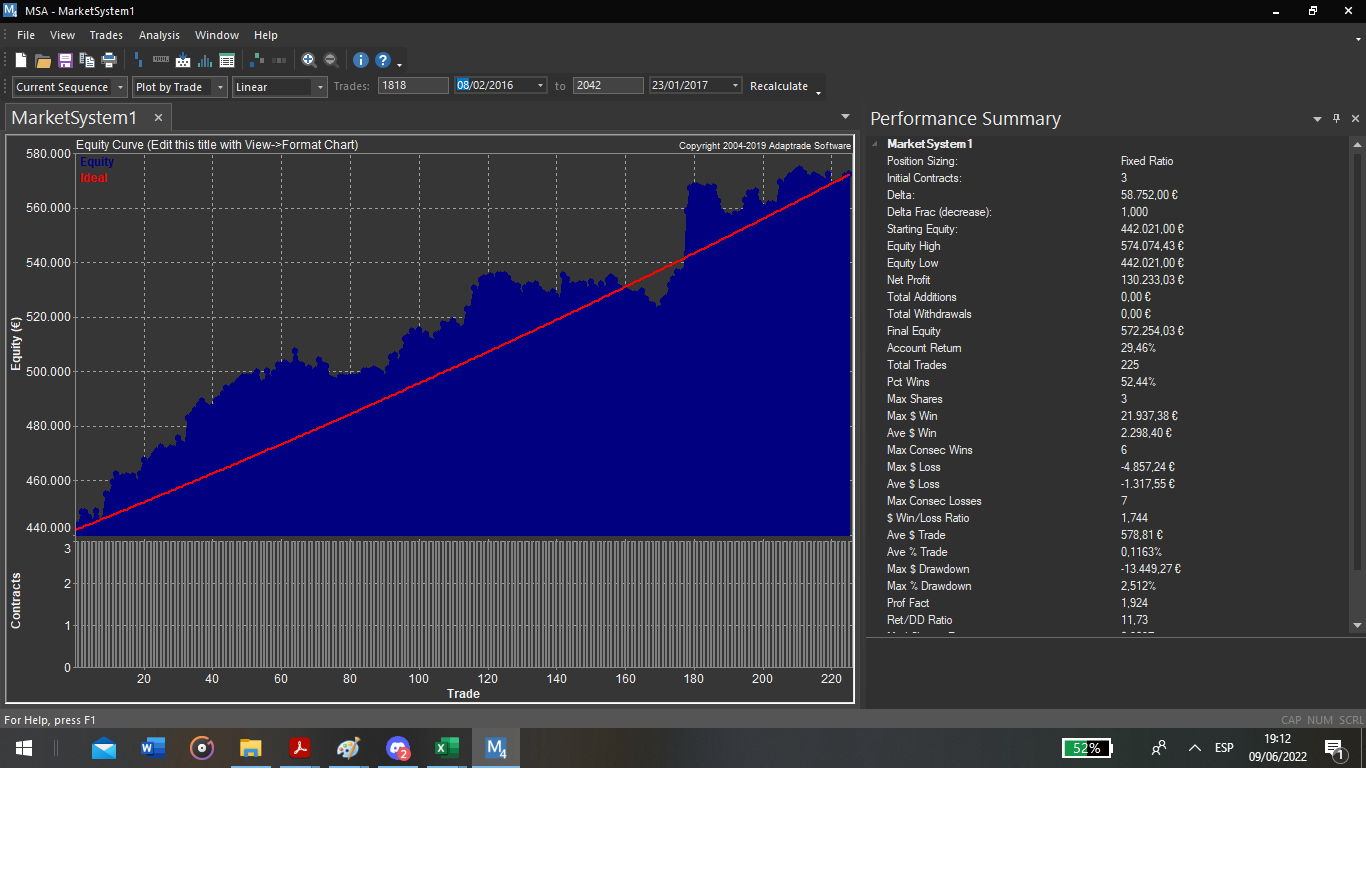 MSA - MarketSystem1
File View Trades Analysis Window Help
Current Sequence Plot by Trade Linear Trades: 1818 08/02/2016 to 2042 23/01/2017 Recalculate
MarketSystem1
Equity Curve (Edit this title with View->Format Chart)
Copyright 2004-2019 Adaptrade Software
Equity
Ideal
580.000
560.000
540.000
520.000
500.000
480.000
460.000
440.000
Equity (€)
3
2
1
0
Contracts
20 40 60 80 100 120 140 160 180 200 220
Trade
Performance Summary
MarketSystem1
Position Sizing: Fixed Ratio
Initial Contracts: 3
Delta: 58.752,00 €
Delta Frac (decrease): 1,000
Starting Equity: 442.021,00 €
Equity High 574.074,43 €
Equity Low 442.021,00 €
Net Profit 130.233,03 €
Total Additions 0,00 €
Total Withdrawals 0,00 €
Final Equity 572.254,03 €
Account Return 29,46%
Total Trades 225
Pct Wins 52,44%
Max Shares 3
Max $ Win 21.937,38 €
Ave $ Win 2.298,40 €
Max Consec Wins 6
Max $ Loss -4.857,24 €
Ave $ Loss -1.317,55 €
Max Consec Losses 7
$ Win/Loss Ratio 1,744
Ave $ Trade 578,81 €
Ave % Trade 0,1163%
Max $ Drawdown -13.449,27 €
Max % Drawdown 2,512%
Prof Fact 1,924
Ret/DD Ratio 11,73
For Help, press F1
CAP NUM SCRL
52%
ESP
19:12
09/06/2022
2
1